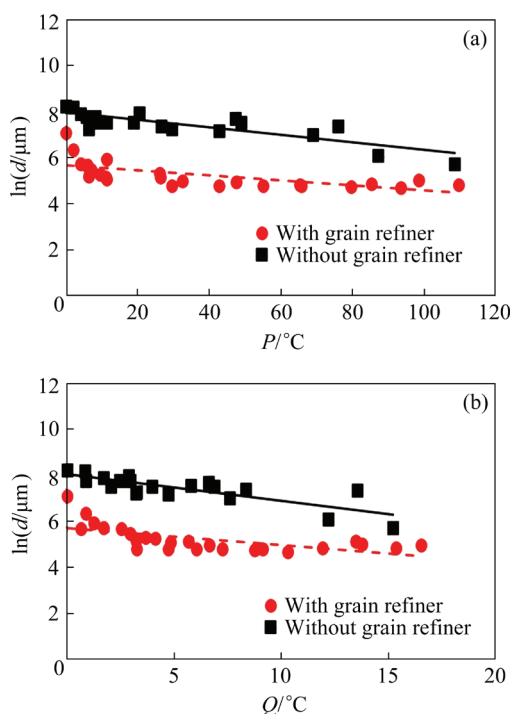 (a)
12
10
8
6
4
2
0
ln(d/μm)
With grain refiner
Without grain refiner
0 20 40 60 80 100 120
P/°C
(b)
12
10
8
6
4
2
0
ln(d/μm)
With grain refiner
Without grain refiner
0 5 10 15 20
Q/°C